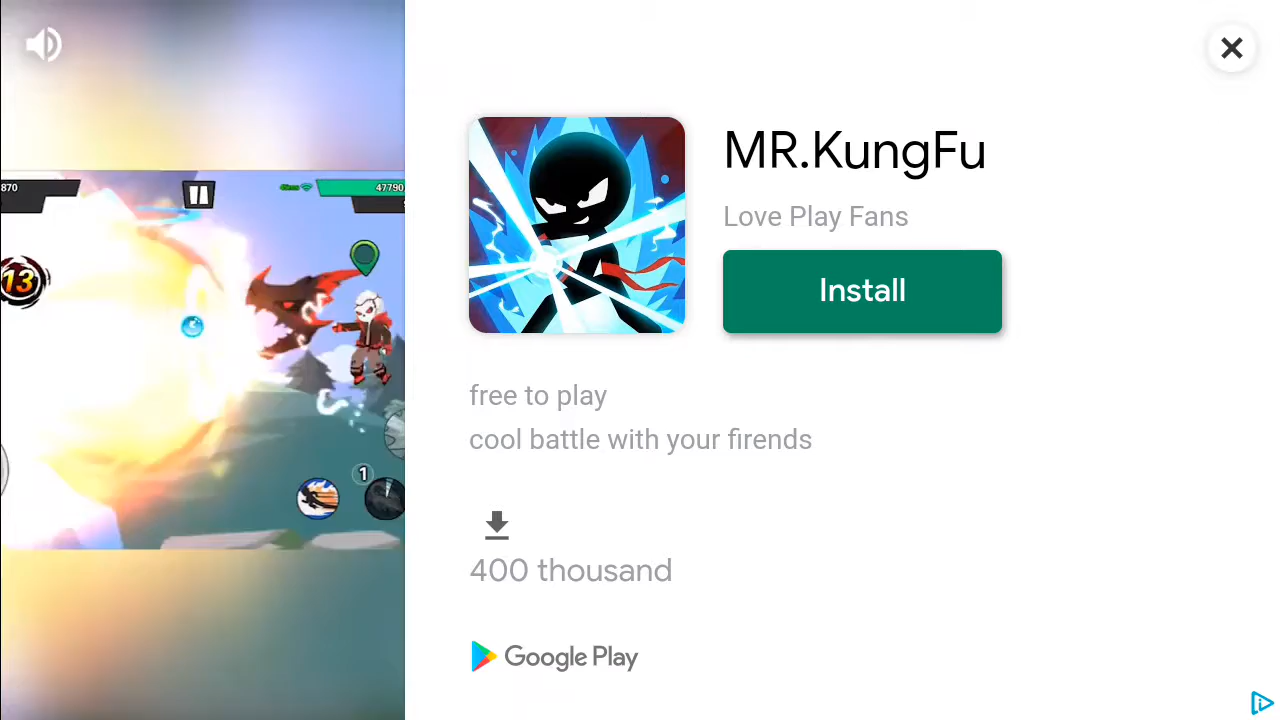 870
47790
13
1
MR.KungFu
Love Play Fans
Install
free to play
cool battle with your firends
400 thousand
Google Play